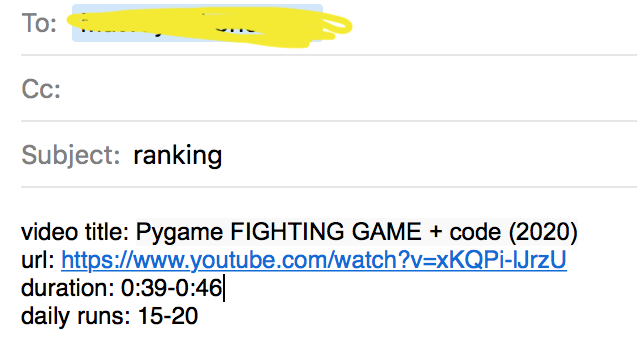 To:
Cc:
Subject: ranking
video title: Pygame FIGHTING GAME + code (2020)
url: https://www.youtube.com/watch?v=xKQPi-lJrzU
duration: 0:39-0:46
daily runs: 15-20